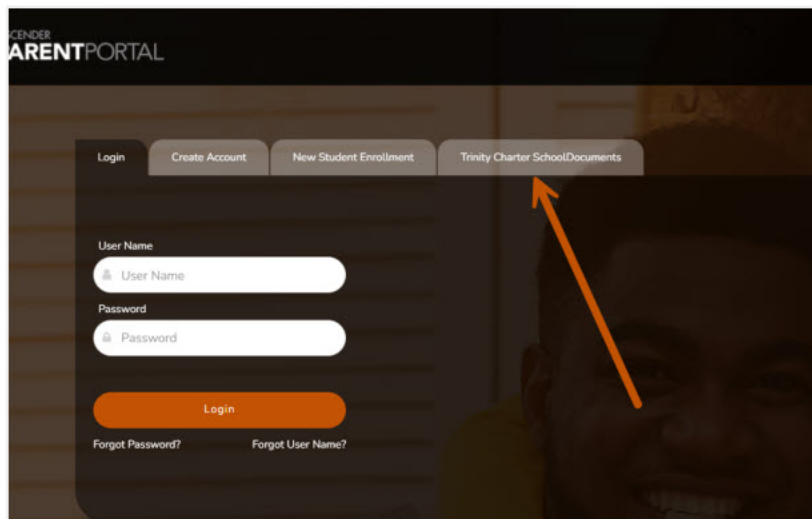 SCENDER
ARENTPORTAL
Login
Create Account
New Student Enrollment
Trinity Charter SchoolDocuments
User Name
User Name
Password
Password
Login
Forgot Password?
Forgot User Name?